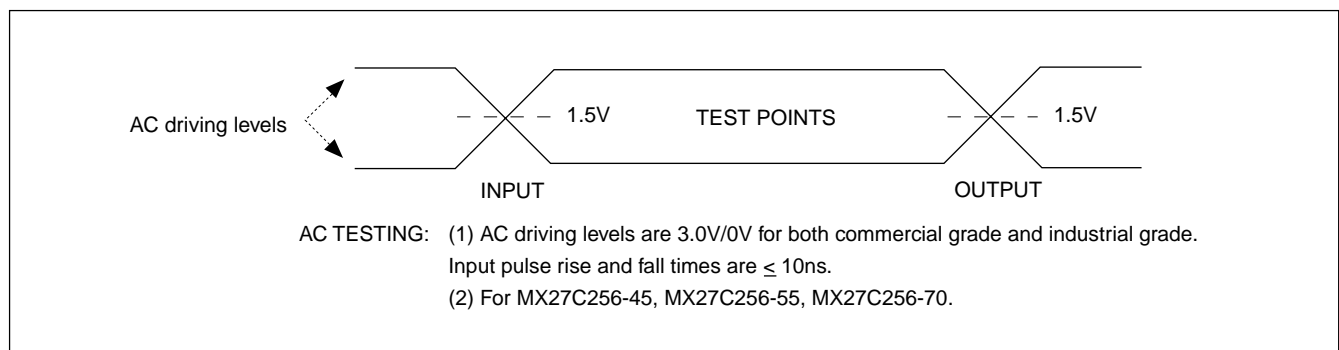 AC driving levels
1.5V
TEST POINTS
1.5V
INPUT
OUTPUT
AC TESTING: (1) AC driving levels are 3.0V/0V for both commercial grade and industrial grade.
Input pulse rise and fall times are ≤ 10ns.
(2) For MX27C256-45, MX27C256-55, MX27C256-70.